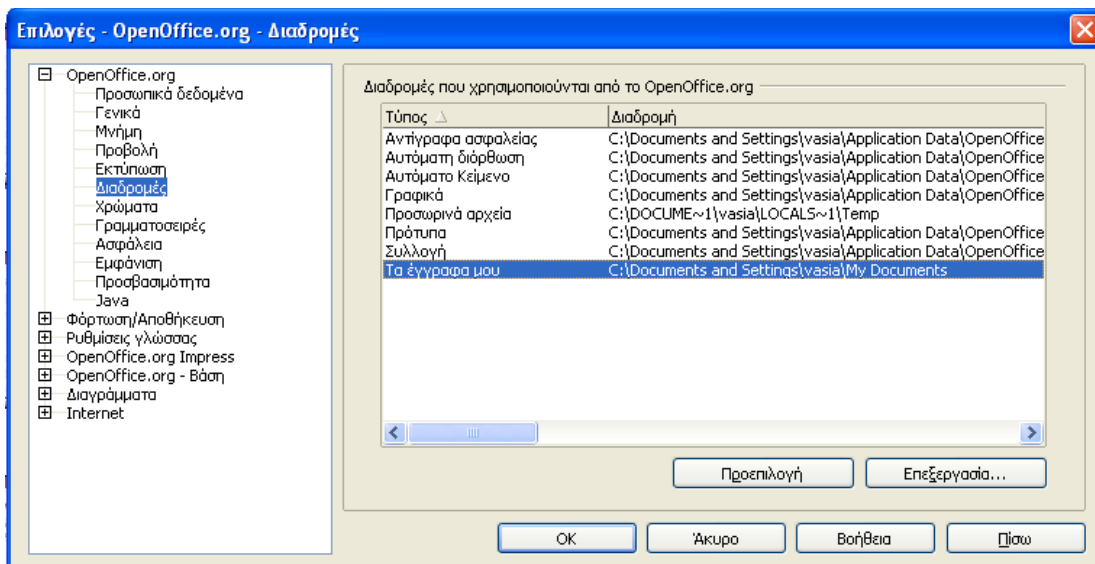 Επιλογές - OpenOffice.org - Διαδρομές
OpenOffice.org
Προσωπικά δεδομένα
Γενικά
Μνήμη
Προβολή
Εκτύπωση
Διαδρομές
Χρώματα
Γραμματοσειρές
Ασφάλεια
Εμφάνιση
Προσβασιμότητα
Java
Φόρτωση/Αποθήκευση
Ρυθμίσεις γλώσσας
OpenOffice.org Impress
OpenOffice.org - Βάση
Διαγράμματα
Internet
Διαδρομές που χρησιμοποιούνται από το OpenOffice.org
Τύπος Διαδρομή
Αντίγραφα ασφαλείας C:\Documents and Settings\vasia\Application Data\OpenOffice
Αυτόματη διόρθωση C:\Documents and Settings\vasia\Application Data\OpenOffice
Αυτόματο Κείμενο C:\Documents and Settings\vasia\Application Data\OpenOffice
Γραφικά C:\Documents and Settings\vasia\Application Data\OpenOffice
Προσωρινά αρχεία C:\DOCUME~1\vasia\LOCALS~1\Temp
Πρότυπα C:\Documents and Settings\vasia\Application Data\OpenOffice
Συλλογή C:\Documents and Settings\vasia\Application Data\OpenOffice
Τα έγγραφα μου C:\Documents and Settings\vasia\My Documents
Προεπιλογή Επεξεργασία...
OK Άκυρο Βοήθεια Πίσω